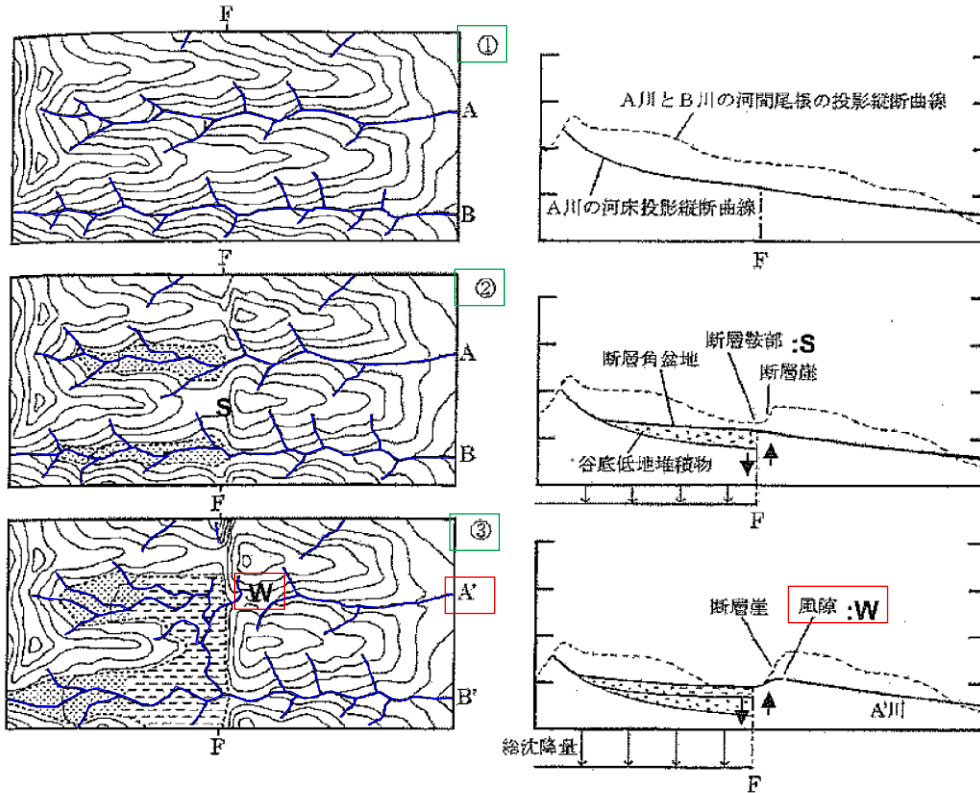 F
①
A
B
F
A川とB川の河間尾根の投影縦断曲線
A川の河床投影縦断曲線
F
②
A
S
B
F
断層鞍部 :S
断層角盆地
断層崖
谷底低地堆積物
F
③
W
A'
B'
F
断層崖
風隙 :W
A'川
総沈降量
F